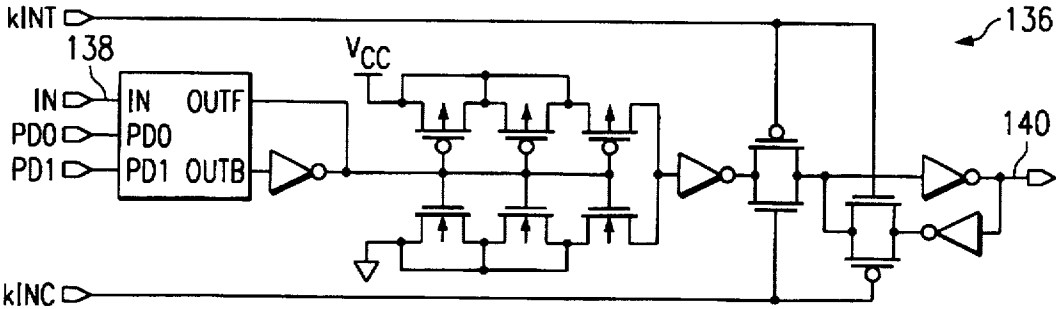 kINT
136
138
VCC
IN
IN OUTF
PD0
PD0
140
PD1
PD1 OUTB
kINC